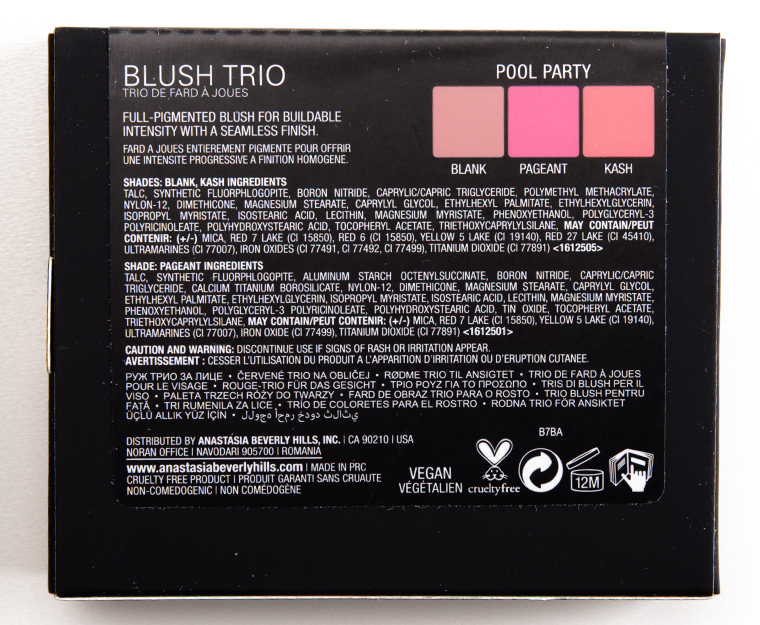 BLUSH TRIO
TRIO DE FARD À JOUES
FULL-PIGMENTED BLUSH FOR BUILDABLE
INTENSITY WITH A SEAMLESS FINISH.
FARD A JOUES ENTIEREMENT PIGMENTE POUR OFFRIR
UNE INTENSITE PROGRESSIVE A FINITION HOMOGENE.
POOL PARTY
BLANK PAGEANT KASH
SHADES: BLANK, KASH INGREDIENTS
TALC, SYNTHETIC FLUORPHLOGOPITE, BORON NITRIDE, CAPRYLIC/CAPRIC TRIGLYCERIDE, POLYMETHYL METHACRYLATE,
NYLON-12, DIMETHICONE, MAGNESIUM STEARATE, CAPRYLYL GLYCOL, ETHYLHEXYL PALMITATE, ETHYLHEXYLGLYCERIN,
ISOPROPYL MYRISTATE, ISOSTEARIC ACID, LECITHIN, MAGNESIUM MYRISTATE, PHENOXYETHANOL, POLYGLYCERYL-3
POLYRICINOLEATE, POLYHYDROXYSTEARIC ACID, TOCOPHERYL ACETATE, TRIETHOXYCAPRYLYLSILANE, MAY CONTAIN/PEUT
CONTENIR: (+/-) MICA, RED 7 LAKE (CI 15850), RED 6 (CI 15850), YELLOW 5 LAKE (CI 19140), RED 27 LAKE (CI 45410),
ULTRAMARINES (CI 77007), IRON OXIDES (CI 77491, CI 77492, CI 77499), TITANIUM DIOXIDE (CI 77891) <1612505>
SHADE: PAGEANT INGREDIENTS
TALC, SYNTHETIC FLUORPHLOGOPITE, ALUMINUM STARCH OCTENYLSUCCINATE, BORON NITRIDE, CAPRYLIC/CAPRIC
TRIGLYCERIDE, CALCIUM TITANIUM BOROSILICATE, NYLON-12, DIMETHICONE, MAGNESIUM STEARATE, CAPRYLYL GLYCOL,
ETHYLHEXYL PALMITATE, ETHYLHEXYLGLYCERIN, ISOPROPYL MYRISTATE, ISOSTEARIC ACID, LECITHIN, MAGNESIUM MYRISTATE,
PHENOXYETHANOL, POLYGLYCERYL-3 POLYRICINOLEATE, POLYHYDROXYSTEARIC ACID, TIN OXIDE, TOCOPHERYL ACETATE,
TRIETHOXYCAPRYLYLSILANE, MAY CONTAIN/PEUT CONTENIR: (+/-) MICA, RED 7 LAKE (CI 15850), YELLOW 5 LAKE (CI 19140),
ULTRAMARINES (CI 77007), IRON OXIDE (CI 77499), TITANIUM DIOXIDE (CI 77891) <1612501>
CAUTION AND WARNING: DISCONTINUE USE IF SIGNS OF RASH OR IRRITATION APPEAR.
AVERTISSEMENT : CESSER L'UTILISATION DU PRODUIT A L'APPARITION D'IRRITATION OU D'ERUPTION CUTANEE.
РУЖ ТРИО ЗА ЛИЦЕ • ČERVENÉ TRIO NA OBLIČEJ • RØDME TRIO TIL ANSIGTET • TRIO DE FARD À JOUES
POUR LE VISAGE • ROUGE-TRIO FÜR DAS GESICHT • ΤΡΙΟ ΡΟΥΖ ΓΙΑ ΤΟ ΠΡΟΣΩΠΟ • TRIS DI BLUSH PER IL
VISO • PALETA TRZECH RÓŻY DO TWARZY • FARD DE OBRAZ TRIO PARA O ROSTO • TRIO BLUSH PENTRU
FAȚĂ • TRI RUMENILA ZA LICE • TRÍO DE COLORETES PARA EL ROSTRO • RODNA TRIO FÖR ANSIKTET
ÜÇLÜ ALLIK YÜZ İÇİN • للوجه أحمر خدود ثلاثي
DISTRIBUTED BY ANASTASIA BEVERLY HILLS, INC. | CA 90210 | USA
NORAN OFFICE | NAVODARI 905700 | ROMANIA
www.anastasiabeverlyhills.com | MADE IN PRC
CRUELTY FREE PRODUCT | PRODUIT GARANTI SANS CRUAUTE
NON-COMEDOGENIC | NON COMÉDOGÈNE
B7BA
VEGAN
VÉGÉTALIEN
crueltyfree
12M